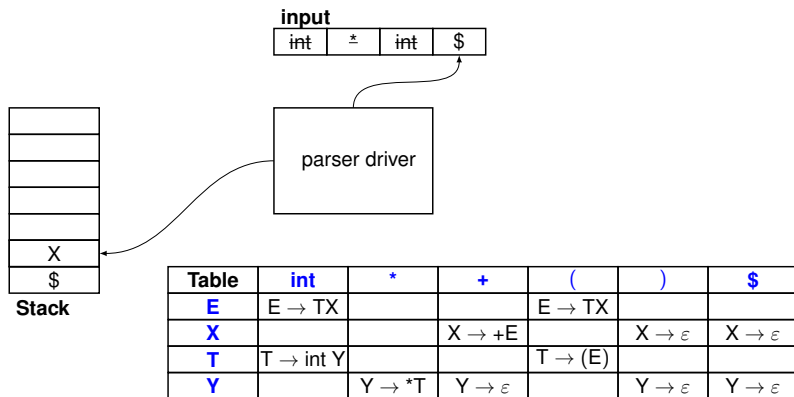 input
int * int $
parser driver
X
$
Stack
Table int * + ( ) $
E E → TX E → TX
X X → +E X → ε X → ε
T T → int Y T → (E)
Y Y → *T Y → ε Y → ε Y → ε